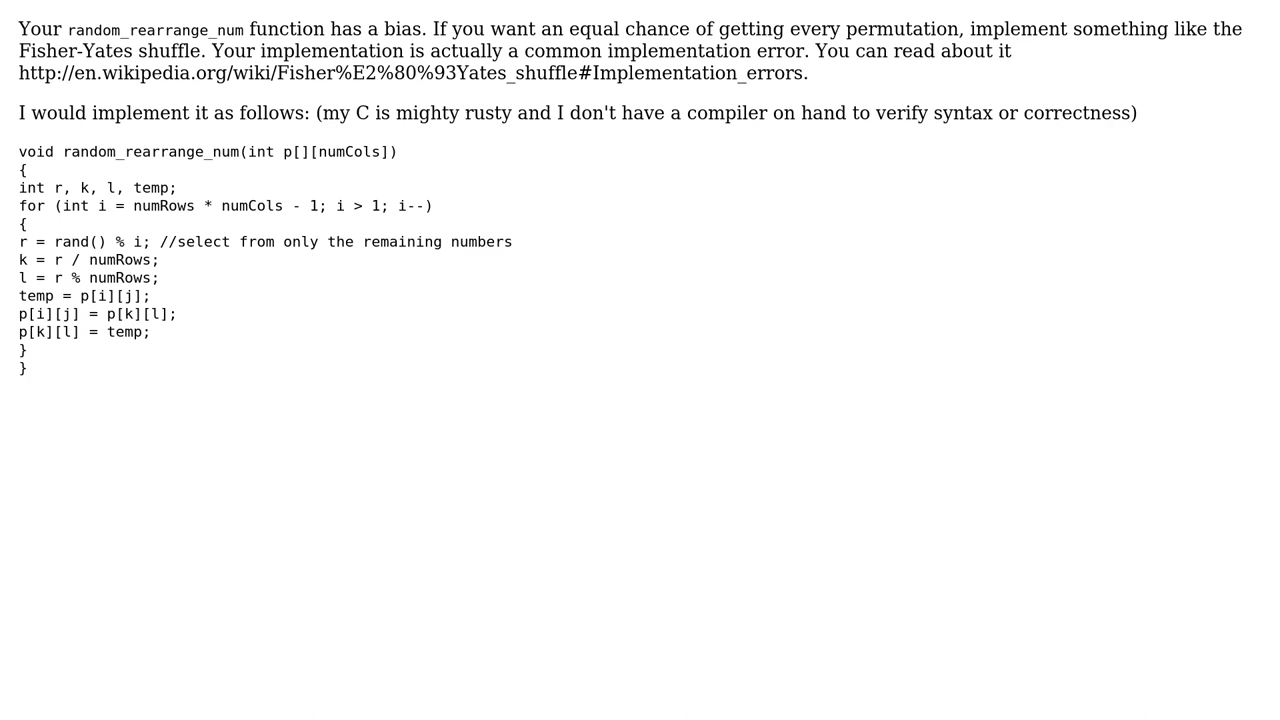 Your random_rearrange_num function has a bias. If you want an equal chance of getting every permutation, implement something like the
Fisher-Yates shuffle. Your implementation is actually a common implementation error. You can read about it
http://en.wikipedia.org/wiki/Fisher%E2%80%93Yates_shuffle#Implementation_errors.
I would implement it as follows: (my C is mighty rusty and I don't have a compiler on hand to verify syntax or correctness)
void random_rearrange_num(int p[][numCols])
{
int r, k, l, temp;
for (int i = numRows * numCols - 1; i > 1; i--)
{
r = rand() % i; //select from only the remaining numbers
k = r / numRows;
l = r % numRows;
temp = p[i][j];
p[i][j] = p[k][l];
p[k][l] = temp;
}
}